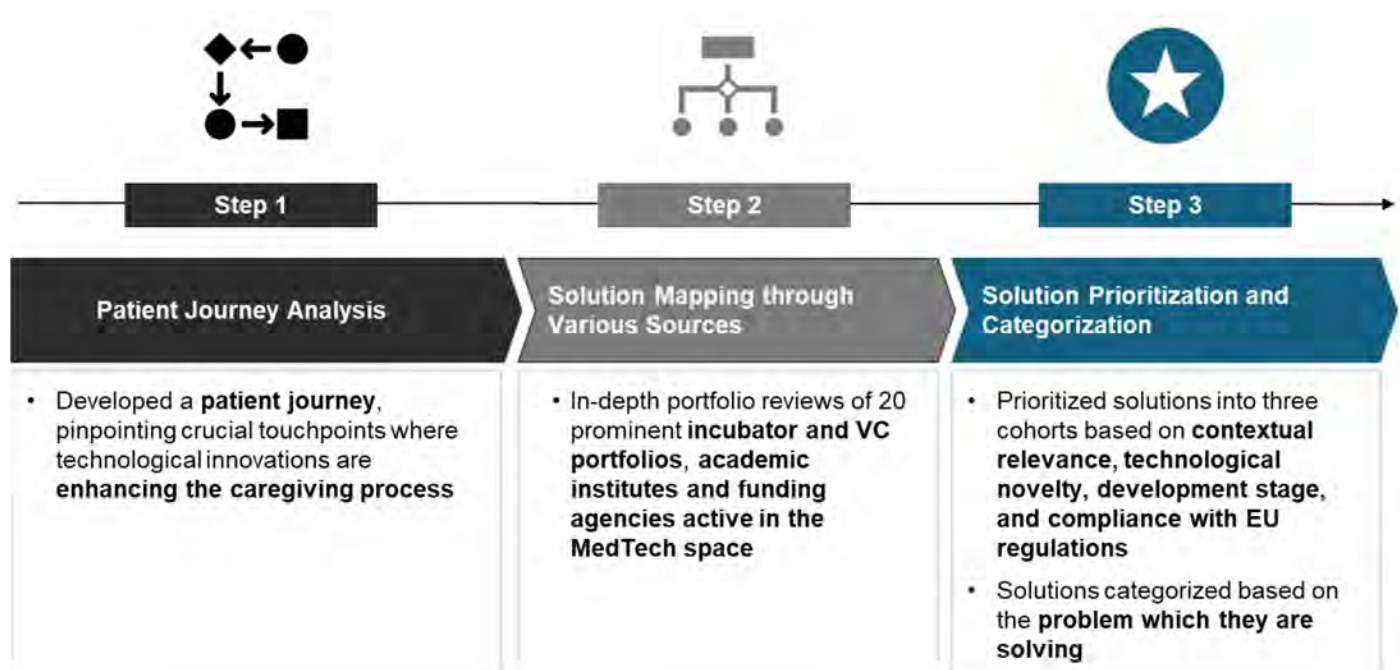 Step 1
Step 2
Step 3
Patient Journey Analysis
Solution Mapping through
Various Sources
Solution Prioritization and
Categorization
• Developed a patient journey,
pinpointing crucial touchpoints where
technological innovations are
enhancing the caregiving process
• In-depth portfolio reviews of 20
prominent incubator and VC
portfolios, academic
institutes and funding
agencies active in the
MedTech space
• Prioritized solutions into three
cohorts based on contextual
relevance, technological
novelty, development stage,
and compliance with EU
regulations
• Solutions categorized based on
the problem which they are
solving